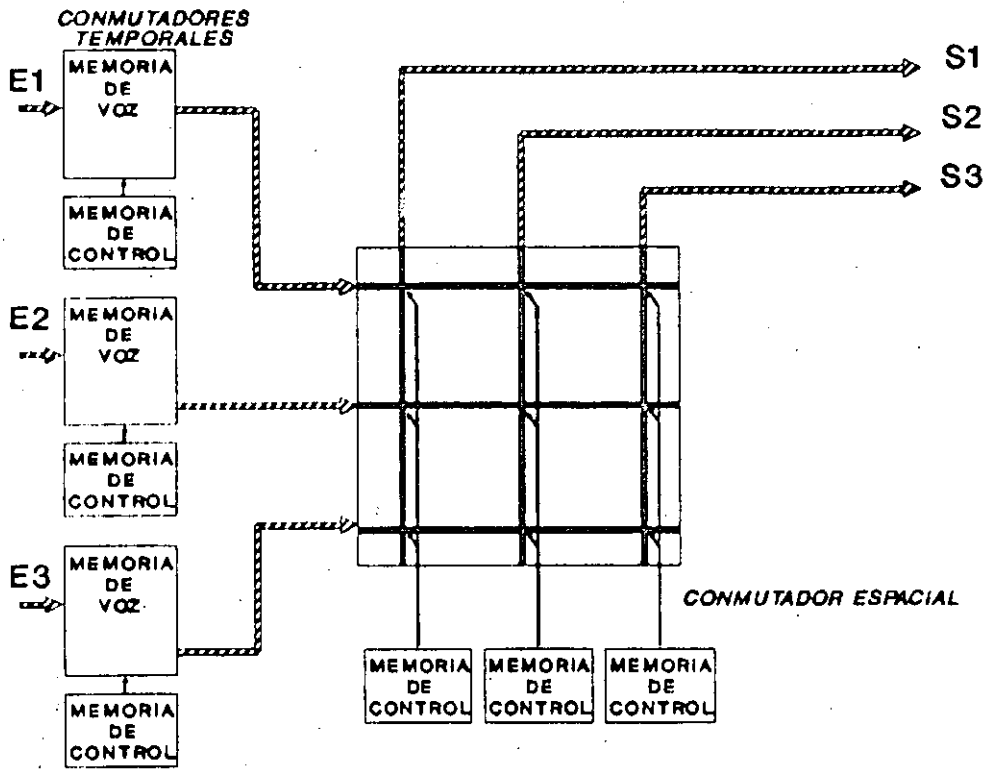 CONMUTADORES
TEMPORALES
E1
MEMORIA
DE
VOZ
MEMORIA
DE
CONTROL
E2
MEMORIA
DE
VOZ
MEMORIA
DE
CONTROL
E3
MEMORIA
DE
VOZ
MEMORIA
DE
CONTROL
S1
S2
S3
CONMUTADOR ESPACIAL
MEMORIA
DE
CONTROL
MEMORIA
DE
CONTROL
MEMORIA
DE
CONTROL